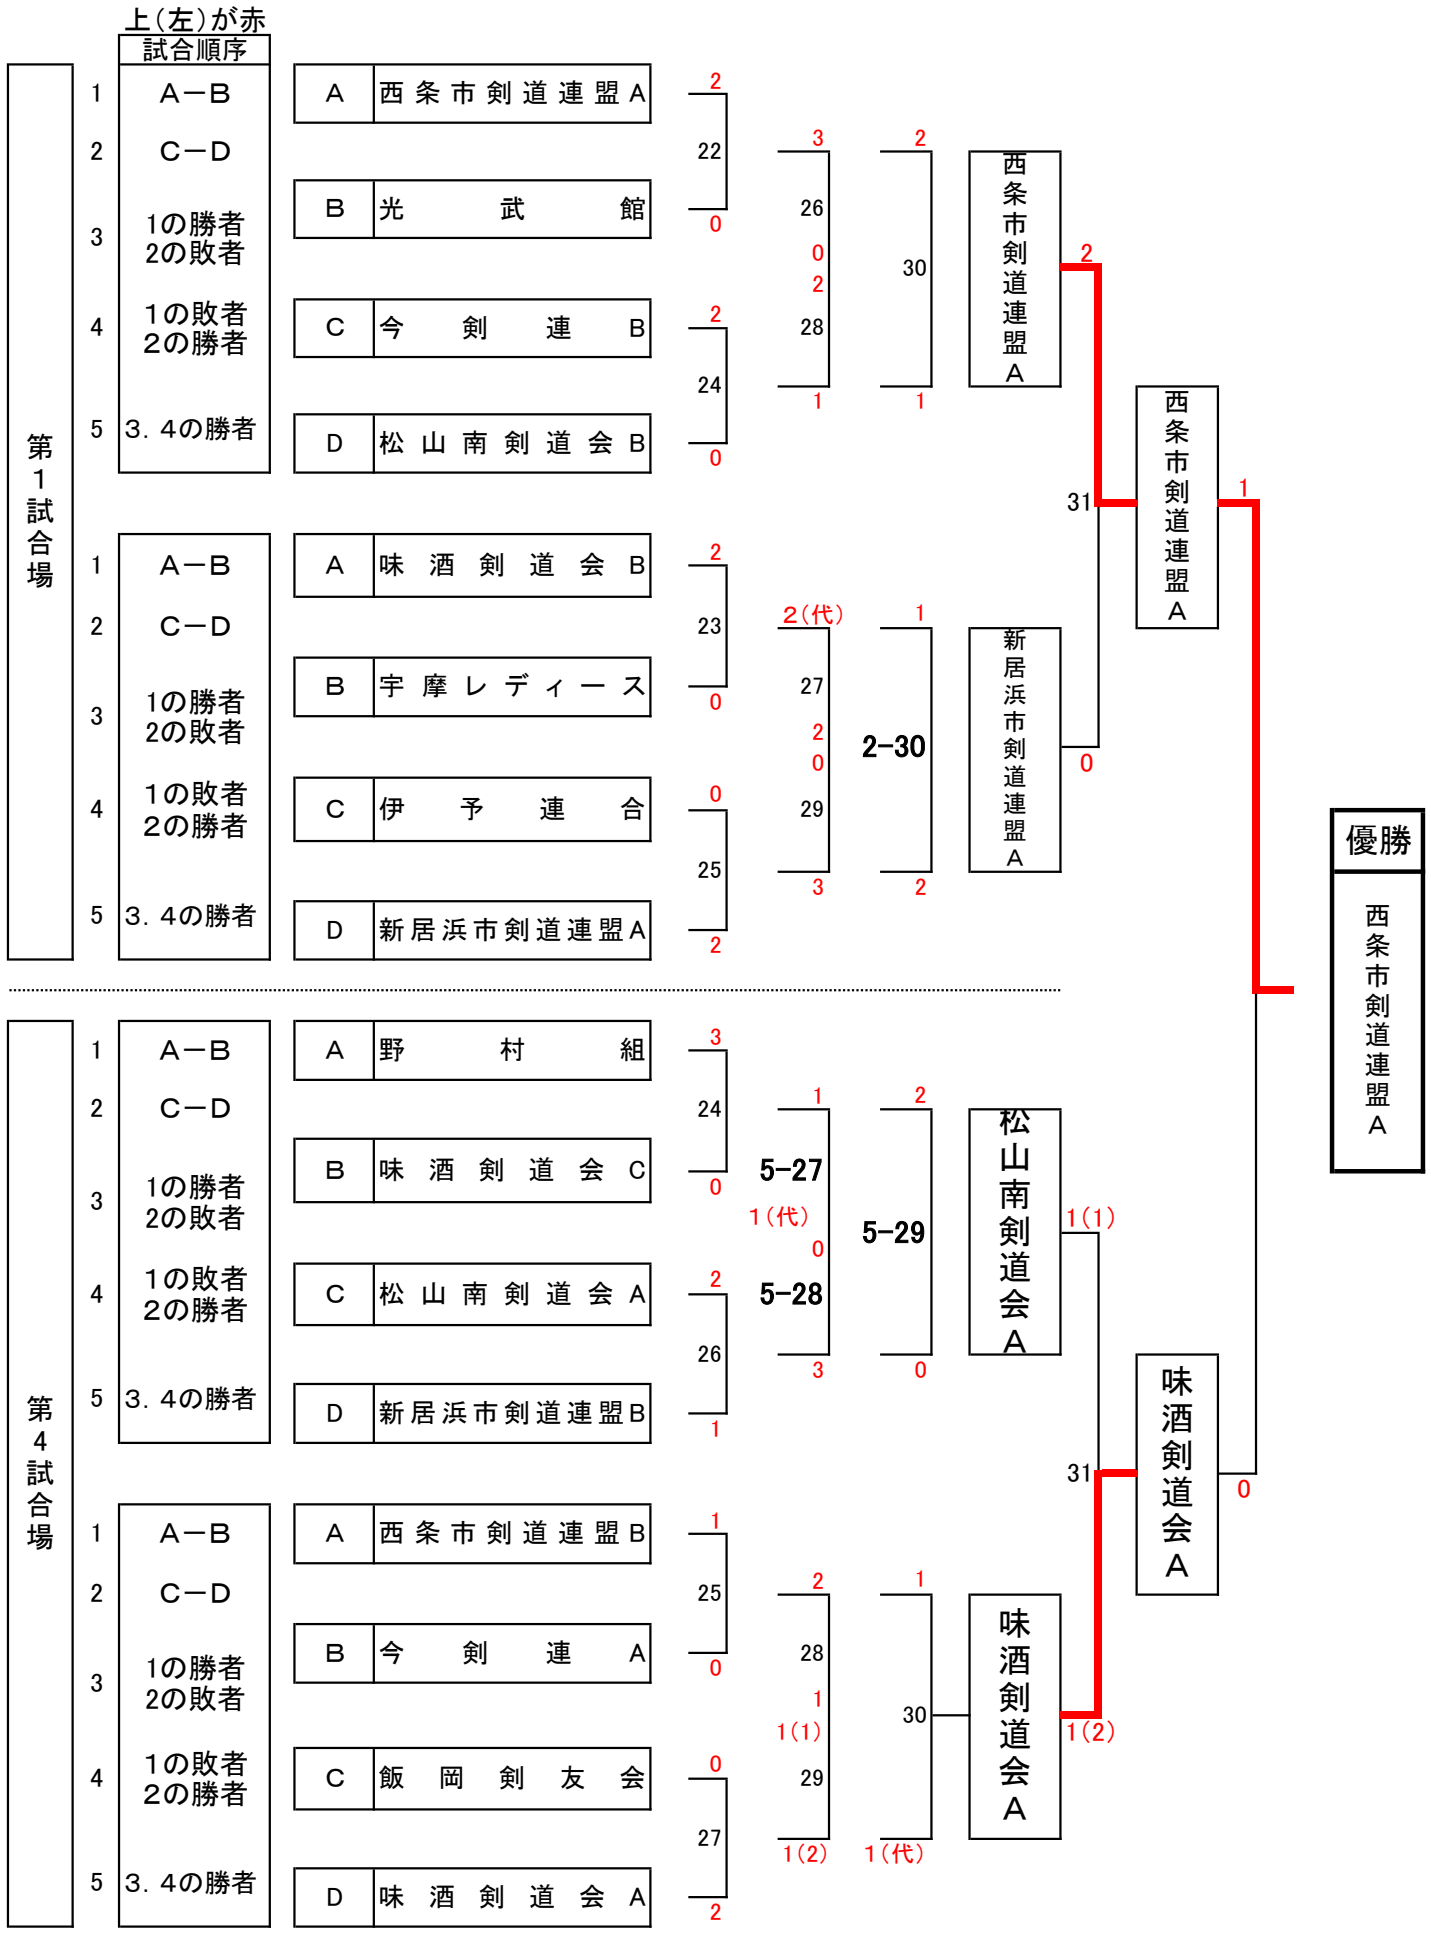 上(左)が赤
試合順序
第1試合場
1
A－B
A
西条市剣道連盟A
2
22
2
C－D
B
光武館
0
3
1の勝者
2の敗者
4
1の敗者
2の勝者
C
今剣連B
2
24
5
3．4の勝者
D
松山南剣道会B
0
3
26
0
2
28
1
2
30
1
西条市剣道連盟A
2
1
A－B
A
味酒剣道会B
2
23
2
C－D
B
宇摩レディース
0
3
1の勝者
2の敗者
4
1の敗者
2の勝者
C
伊予連合
0
25
5
3．4の勝者
D
新居浜市剣道連盟A
2
2(代)
27
2
0
29
3
1
2-30
2
新居浜市剣道連盟A
0
31
西条市剣道連盟A
1
優勝
西条市剣道連盟A
第4試合場
1
A－B
A
野村組
3
24
2
C－D
B
味酒剣道会C
0
3
1の勝者
2の敗者
4
1の敗者
2の勝者
C
松山南剣道会A
2
26
5
3．4の勝者
D
新居浜市剣道連盟B
1
1
5-27
1(代)
0
5-28
3
2
5-29
0
松山南剣道会A
1(1)
1
A－B
A
西条市剣道連盟B
1
25
2
C－D
B
今剣連A
0
3
1の勝者
2の敗者
4
1の敗者
2の勝者
C
飯岡剣友会
0
27
5
3．4の勝者
D
味酒剣道会A
2
2
28
1
1(1)
29
1(2)
1
30
1(代)
味酒剣道会A
1(2)
31
味酒剣道会A
0